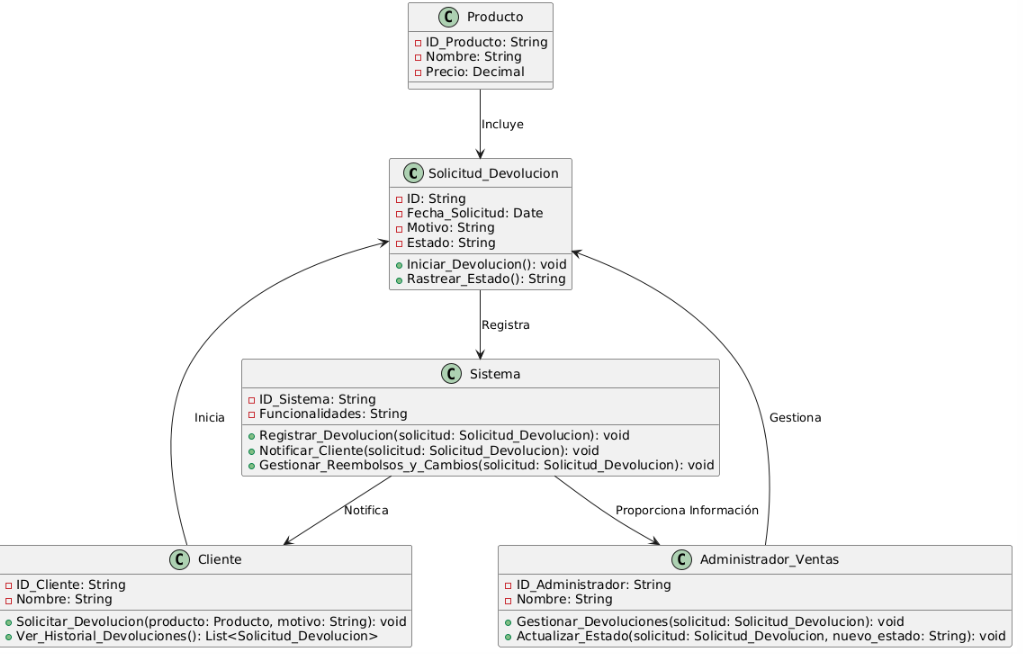 C Producto
ID_Producto: String
Nombre: String
Precio: Decimal
Incluye
C Solicitud_Devolucion
ID: String
Fecha_Solicitud: Date
Motivo: String
Estado: String
Iniciar_Devolucion(): void
Rastrear_Estado(): String
Registra
C Sistema
ID_Sistema: String
Funcionalidades: String
Registrar_Devolucion(solicitud: Solicitud_Devolucion): void
Notificar_Cliente(solicitud: Solicitud_Devolucion): void
Gestionar_Reembolsos_y_Cambios(solicitud: Solicitud_Devolucion): void
Inicia
Gestiona
Notifica
Proporciona Información
C Cliente
ID_Cliente: String
Nombre: String
Solicitar_Devolucion(producto: Producto, motivo: String): void
Ver_Historial_Devoluciones(): List<Solicitud_Devolucion>
C Administrador_Ventas
ID_Administrador: String
Nombre: String
Gestionar_Devoluciones(solicitud: Solicitud_Devolucion): void
Actualizar_Estado(solicitud: Solicitud_Devolucion, nuevo_estado: String): void